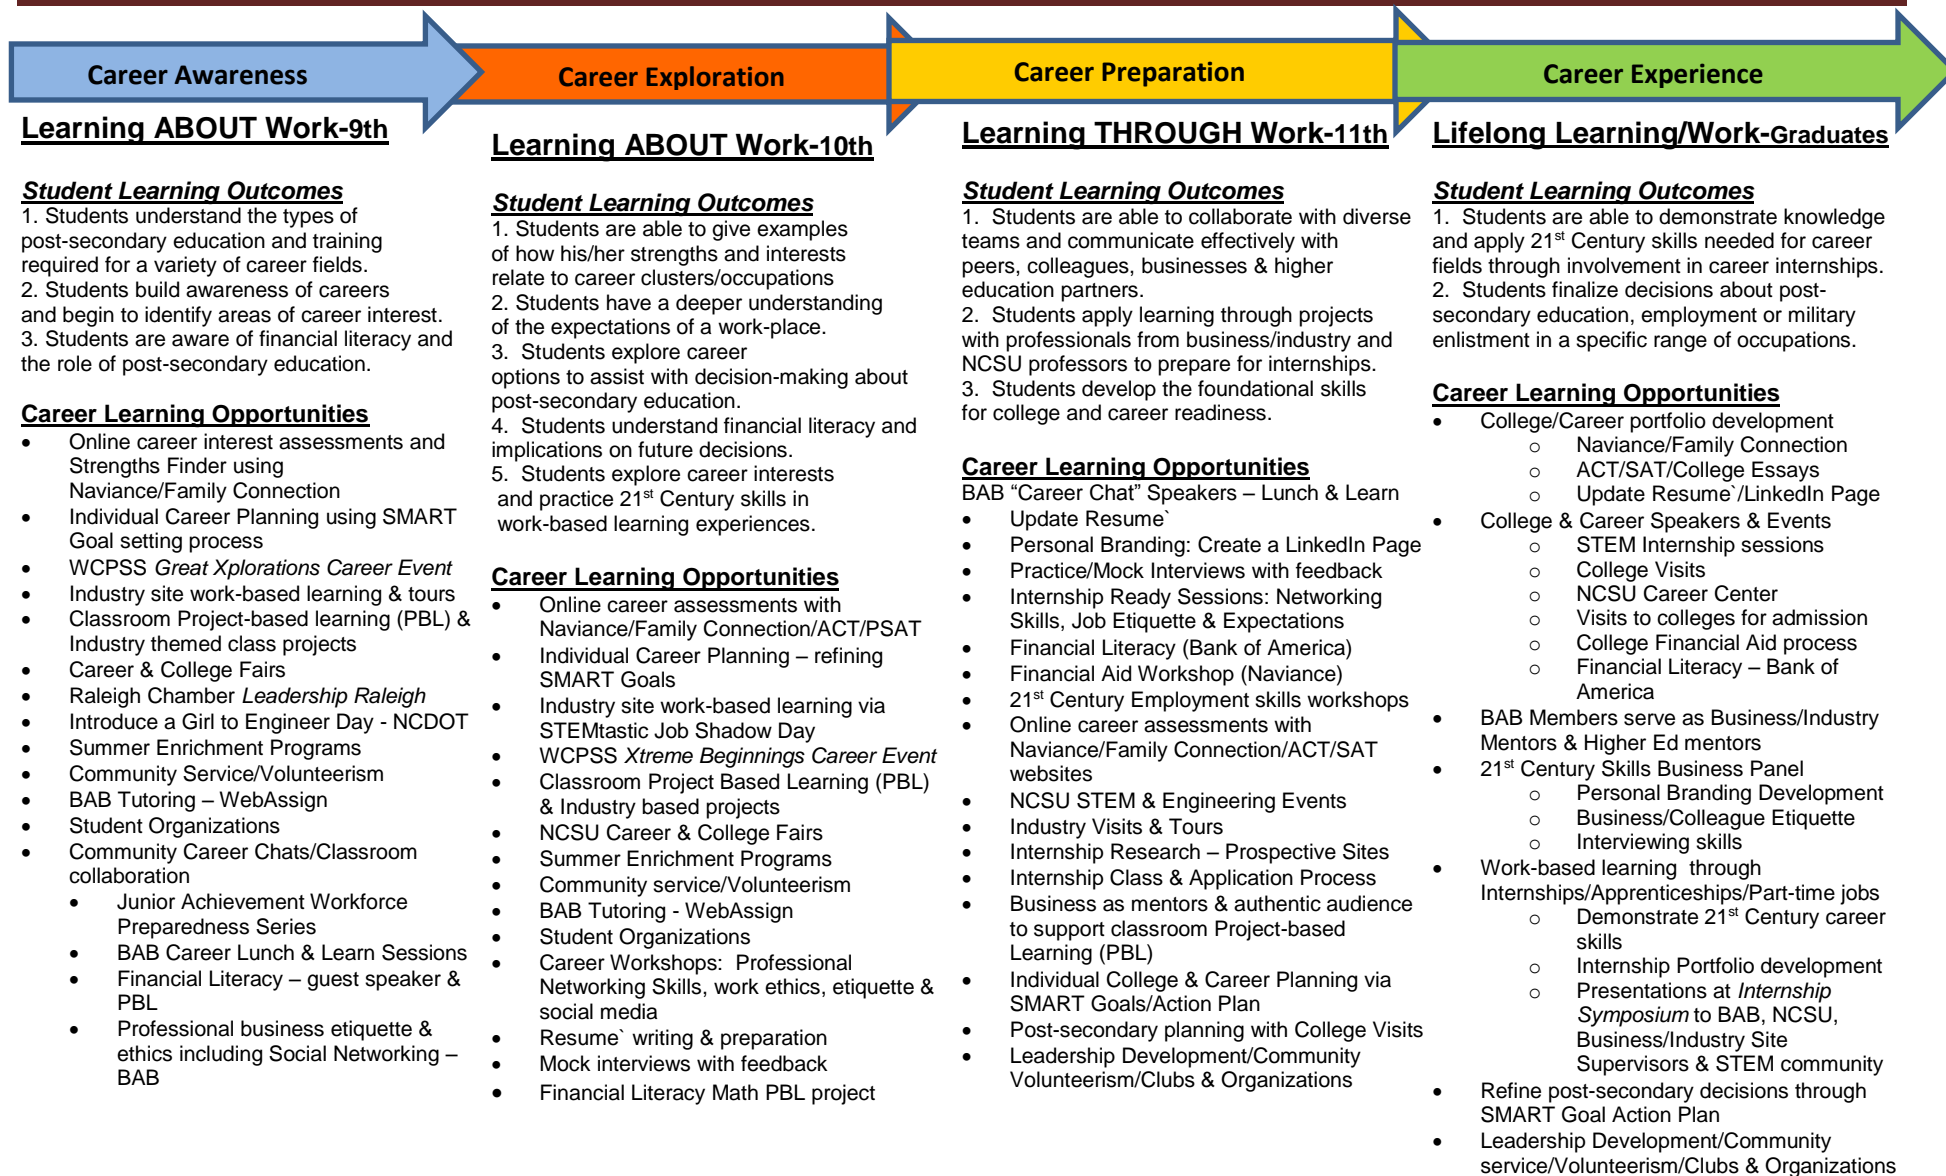 Career Awareness
Career Exploration
Career Preparation
Career Experience
Learning ABOUT Work-9th
Student Learning Outcomes
1. Students understand the types of
post-secondary education and training
required for a variety of career fields.
2. Students build awareness of careers
and begin to identify areas of career interest.
3. Students are aware of financial literacy and
the role of post-secondary education.
Career Learning Opportunities
• Online career interest assessments and
Strengths Finder using
Naviance/Family Connection
• Individual Career Planning using SMART
Goal setting process
• WCPSS Great Xplorations Career Event
• Industry site work-based learning & tours
• Classroom Project-based learning (PBL) &
Industry themed class projects
• Career & College Fairs
• Raleigh Chamber Leadership Raleigh
• Introduce a Girl to Engineer Day - NCDOT
• Summer Enrichment Programs
• Community Service/Volunteerism
• BAB Tutoring – WebAssign
• Student Organizations
• Community Career Chats/Classroom
collaboration
• Junior Achievement Workforce
Preparedness Series
• BAB Career Lunch & Learn Sessions
• Financial Literacy – guest speaker &
PBL
• Professional business etiquette &
ethics including Social Networking –
BAB
Learning ABOUT Work-10th
Student Learning Outcomes
1. Students are able to give examples
of how his/her strengths and interests
relate to career clusters/occupations
2. Students have a deeper understanding
of the expectations of a work-place.
3. Students explore career
options to assist with decision-making about
post-secondary education.
4. Students understand financial literacy and
implications on future decisions.
5. Students explore career interests
and practice 21st Century skills in
work-based learning experiences.
Career Learning Opportunities
• Online career assessments with
Naviance/Family Connection/ACT/PSAT
• Individual Career Planning – refining
SMART Goals
• Industry site work-based learning via
STEMtastic Job Shadow Day
• WCPSS Xtreme Beginnings Career Event
• Classroom Project Based Learning (PBL)
& Industry based projects
• NCSU Career & College Fairs
• Summer Enrichment Programs
• Community service/Volunteerism
• BAB Tutoring - WebAssign
• Student Organizations
• Career Workshops: Professional
Networking Skills, work ethics, etiquette &
social media
• Resume` writing & preparation
• Mock interviews with feedback
• Financial Literacy Math PBL project
Learning THROUGH Work-11th
Student Learning Outcomes
1. Students are able to collaborate with diverse
teams and communicate effectively with
peers, colleagues, businesses & higher
education partners.
2. Students apply learning through projects
with professionals from business/industry and
NCSU professors to prepare for internships.
3. Students develop the foundational skills
for college and career readiness.
Career Learning Opportunities
BAB “Career Chat” Speakers – Lunch & Learn
• Update Resume`
• Personal Branding: Create a LinkedIn Page
• Practice/Mock Interviews with feedback
• Internship Ready Sessions: Networking
Skills, Job Etiquette & Expectations
• Financial Literacy (Bank of America)
• Financial Aid Workshop (Naviance)
• 21st Century Employment skills workshops
• Online career assessments with
Naviance/Family Connection/ACT/SAT
websites
• NCSU STEM & Engineering Events
• Industry Visits & Tours
• Internship Research – Prospective Sites
• Internship Class & Application Process
• Business as mentors & authentic audience
to support classroom Project-based
Learning (PBL)
• Individual College & Career Planning via
SMART Goals/Action Plan
• Post-secondary planning with College Visits
• Leadership Development/Community
Volunteerism/Clubs & Organizations
Lifelong Learning/Work-Graduates
Student Learning Outcomes
1. Students are able to demonstrate knowledge
and apply 21st Century skills needed for career
fields through involvement in career internships.
2. Students finalize decisions about post-
secondary education, employment or military
enlistment in a specific range of occupations.
Career Learning Opportunities
• College/Career portfolio development
o Naviance/Family Connection
o ACT/SAT/College Essays
o Update Resume`/LinkedIn Page
• College & Career Speakers & Events
o STEM Internship sessions
o College Visits
o NCSU Career Center
o Visits to colleges for admission
o College Financial Aid process
o Financial Literacy – Bank of
America
• BAB Members serve as Business/Industry
Mentors & Higher Ed mentors
• 21st Century Skills Business Panel
o Personal Branding Development
o Business/Colleague Etiquette
o Interviewing skills
• Work-based learning through
Internships/Apprenticeships/Part-time jobs
o Demonstrate 21st Century career
skills
o Internship Portfolio development
o Presentations at Internship
Symposium to BAB, NCSU,
Business/Industry Site
Supervisors & STEM community
• Refine post-secondary decisions through
SMART Goal Action Plan
• Leadership Development/Community
service/Volunteerism/Clubs & Organizations